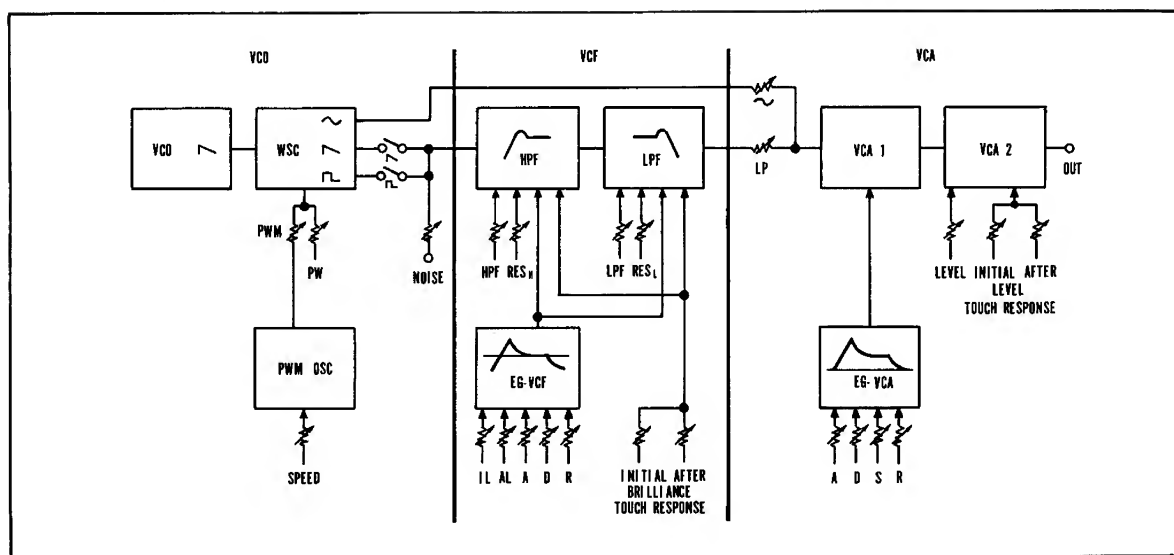 VCO VCF VCA
VCO WSC HPF LPF VCA 1 VCA 2
LP OUT
PWM
PW
NOISE
HPF RES H LPF RES L LEVEL INITIAL AFTER
LEVEL
TOUCH RESPONSE
PWM OSC EG-VCF EG-VCA
SPEED
IL AL A D R
INITIAL AFTER
BRILLIANCE
TOUCH RESPONSE
A D S R